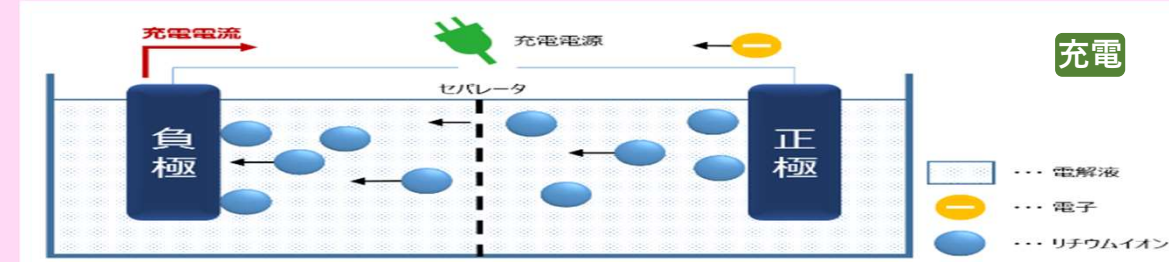 充電電流
充電電源
充電
セパレータ
負極
正極
… 電解液
… 電子
… リチウムイオン